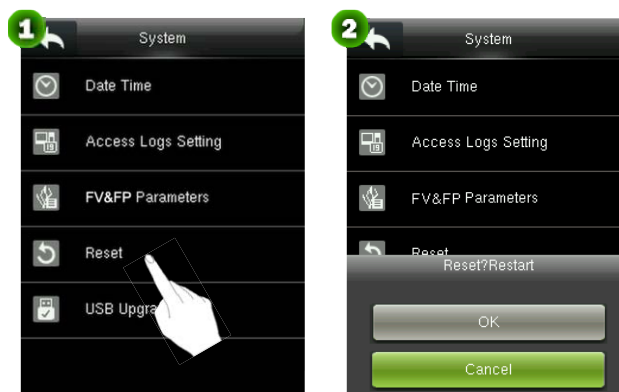 1
System
Date Time
Access Logs Setting
FV&FP Parameters
Reset
USB Upgra
2
System
Date Time
Access Logs Setting
FV&FP Parameters
Reset
Reset?Restart
OK
Cancel